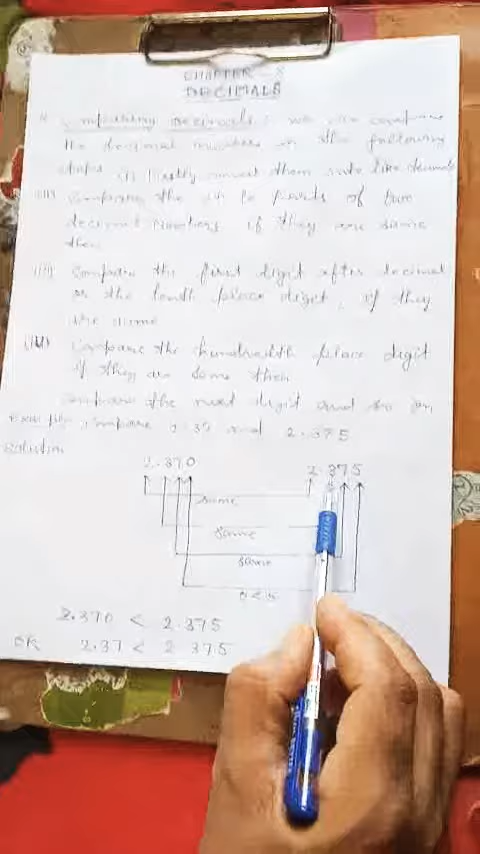 CHAPTER - 8
DECIMALS
Comparing Decimals: we can compare
the decimal numbers in the following
steps (i) Firstly convert them into like decimals
(ii) Comparing the parts of two
decimal numbers if they are same
then
(iii) Compare the first digit after decimal
or the tenth place digit, if they
are same
(iv) Compare the hundredth place digit
if they are same then
compare the next digit and so on
Example compare 2.37 and 2.375
Solution
2.370 2.375
same
same
same
0 < 5
2.370 < 2.375
OR 2.37 < 2.375